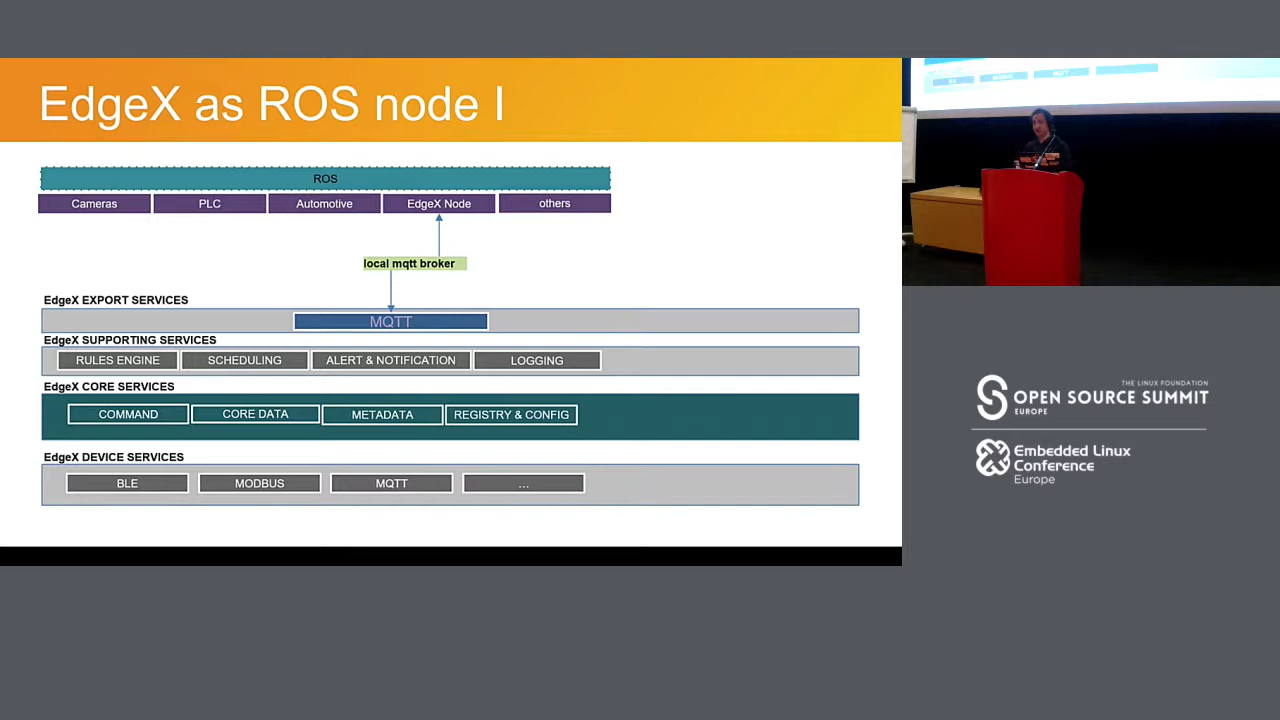 EdgeX as ROS node I
ROS
Cameras PLC Automotive EdgeX Node others
local mqtt broker
EdgeX EXPORT SERVICES
MQTT
EdgeX SUPPORTING SERVICES
RULES ENGINE SCHEDULING ALERT & NOTIFICATION LOGGING
EdgeX CORE SERVICES
COMMAND CORE DATA METADATA REGISTRY & CONFIG
EdgeX DEVICE SERVICES
BLE MODBUS MQTT ...
THE LINUX FOUNDATION
OPEN SOURCE SUMMIT
EUROPE
Embedded Linux
Conference
Europe